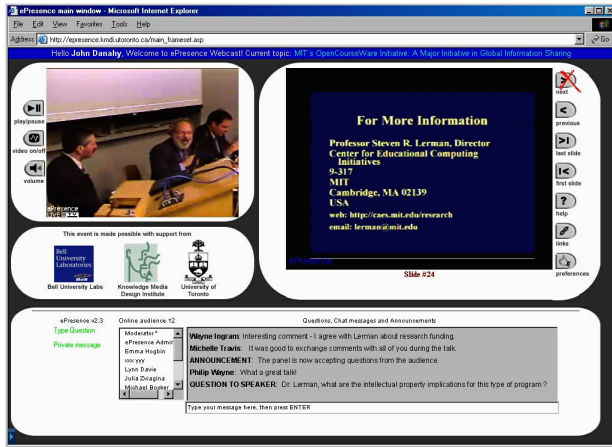 ePresence main window - Microsoft Internet Explorer
File Edit View Favorites Tools Help
Address http://epresence.kmdi.utoronto.ca/main_frameset.asp Go
Hello John Danahy, Welcome to ePresence Webcast! Current topic: MIT's OpenCourseWare Initiative: A Major Initiative in Global Information Sharing
play/pause
video on/off
volume
ePresence
LIVE
For More Information
Professor Steven R. Lerman, Director
Center for Educational Computing
Initiatives
9-317
MIT
Cambridge, MA 02139
USA
web: http://caes.mit.edu/research
email: lerman@mit.edu
ePresence
Slide #24
next
previous
last slide
first slide
? help
links
preferences
This event is made possible with support from
Bell
University
Laboratories
Bell University Labs
Knowledge Media
Design Institute
University of
Toronto
ePresence v2.3
Type Question
Private message
Online audience 12
Moderator*
ePresence Admir
Emma Hogbin
xxx yyy
Lynn Davie
Julia Zviagina
Michael Booker
Questions, Chat messages and Announcements
Wayne Ingram: Interesting comment - I agree with Lerman about research funding.
Michelle Travis: It was good to exchange comments with all of you during the talk.
ANNOUNCEMENT: The panel is now accepting questions from the audience.
Philip Wayne: What a great talk!
QUESTION TO SPEAKER: Dr. Lerman, what are the intellectual property implications for this type of program ?
Type your message here, then press ENTER